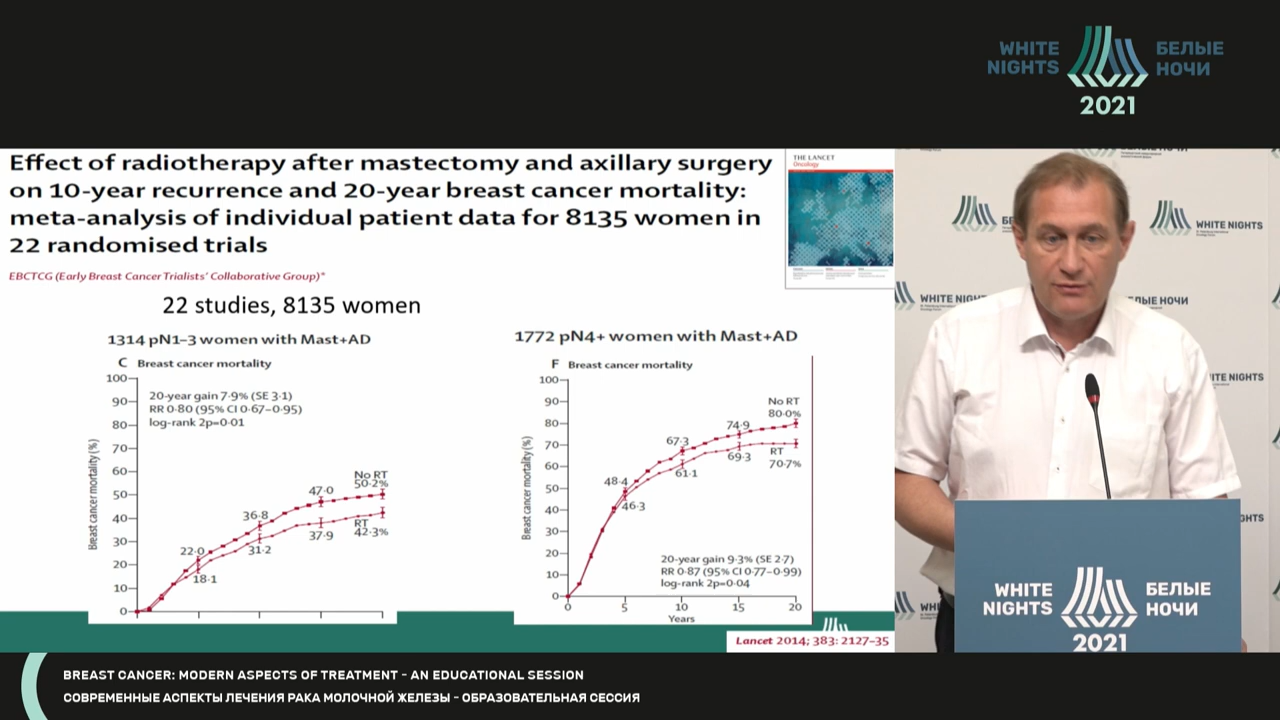 WHITE
NIGHTS
БЕЛЫЕ
НОЧИ
2021
Effect of radiotherapy after mastectomy and axillary surgery
on 10-year recurrence and 20-year breast cancer mortality:
meta-analysis of individual patient data for 8135 women in
22 randomised trials
EBCTCG (Early Breast Cancer Trialists' Collaborative Group)*
THE LANCET
Oncology
22 studies, 8135 women
1314 pN1–3 women with Mast+AD
C Breast cancer mortality
20-year gain 7·9% (SE 3·1)
RR 0·80 (95% CI 0·67–0·95)
log-rank 2p=0·01
Breast cancer mortality (%)
100
90
80
70
60
50
40
30
20
10
0
22·0
18·1
36·8
31·2
47·0
37·9
No RT
50·2%
RT
42·3%
1772 pN4+ women with Mast+AD
F Breast cancer mortality
Breast cancer mortality (%)
100
90
80
70
60
50
40
30
20
10
0
48·4
46·3
67·3
61·1
74·9
69·3
No RT
80·0%
RT
70·7%
20-year gain 9·3% (SE 2·7)
RR 0·87 (95% CI 0·77–0·99)
log-rank 2p=0·04
0 5 10 15 20
Years
Lancet 2014; 383: 2127–35
WHITE NIGHTS
WHITE NIGHTS
БЕЛЫЕ НОЧИ
WHITE NIGHTS
WHITE
NIGHTS
БЕЛЫЕ
НОЧИ
2021
BREAST CANCER: MODERN ASPECTS OF TREATMENT - AN EDUCATIONAL SESSION
СОВРЕМЕННЫЕ АСПЕКТЫ ЛЕЧЕНИЯ РАКА МОЛОЧНОЙ ЖЕЛЕЗЫ - ОБРАЗОВАТЕЛЬНАЯ СЕССИЯ